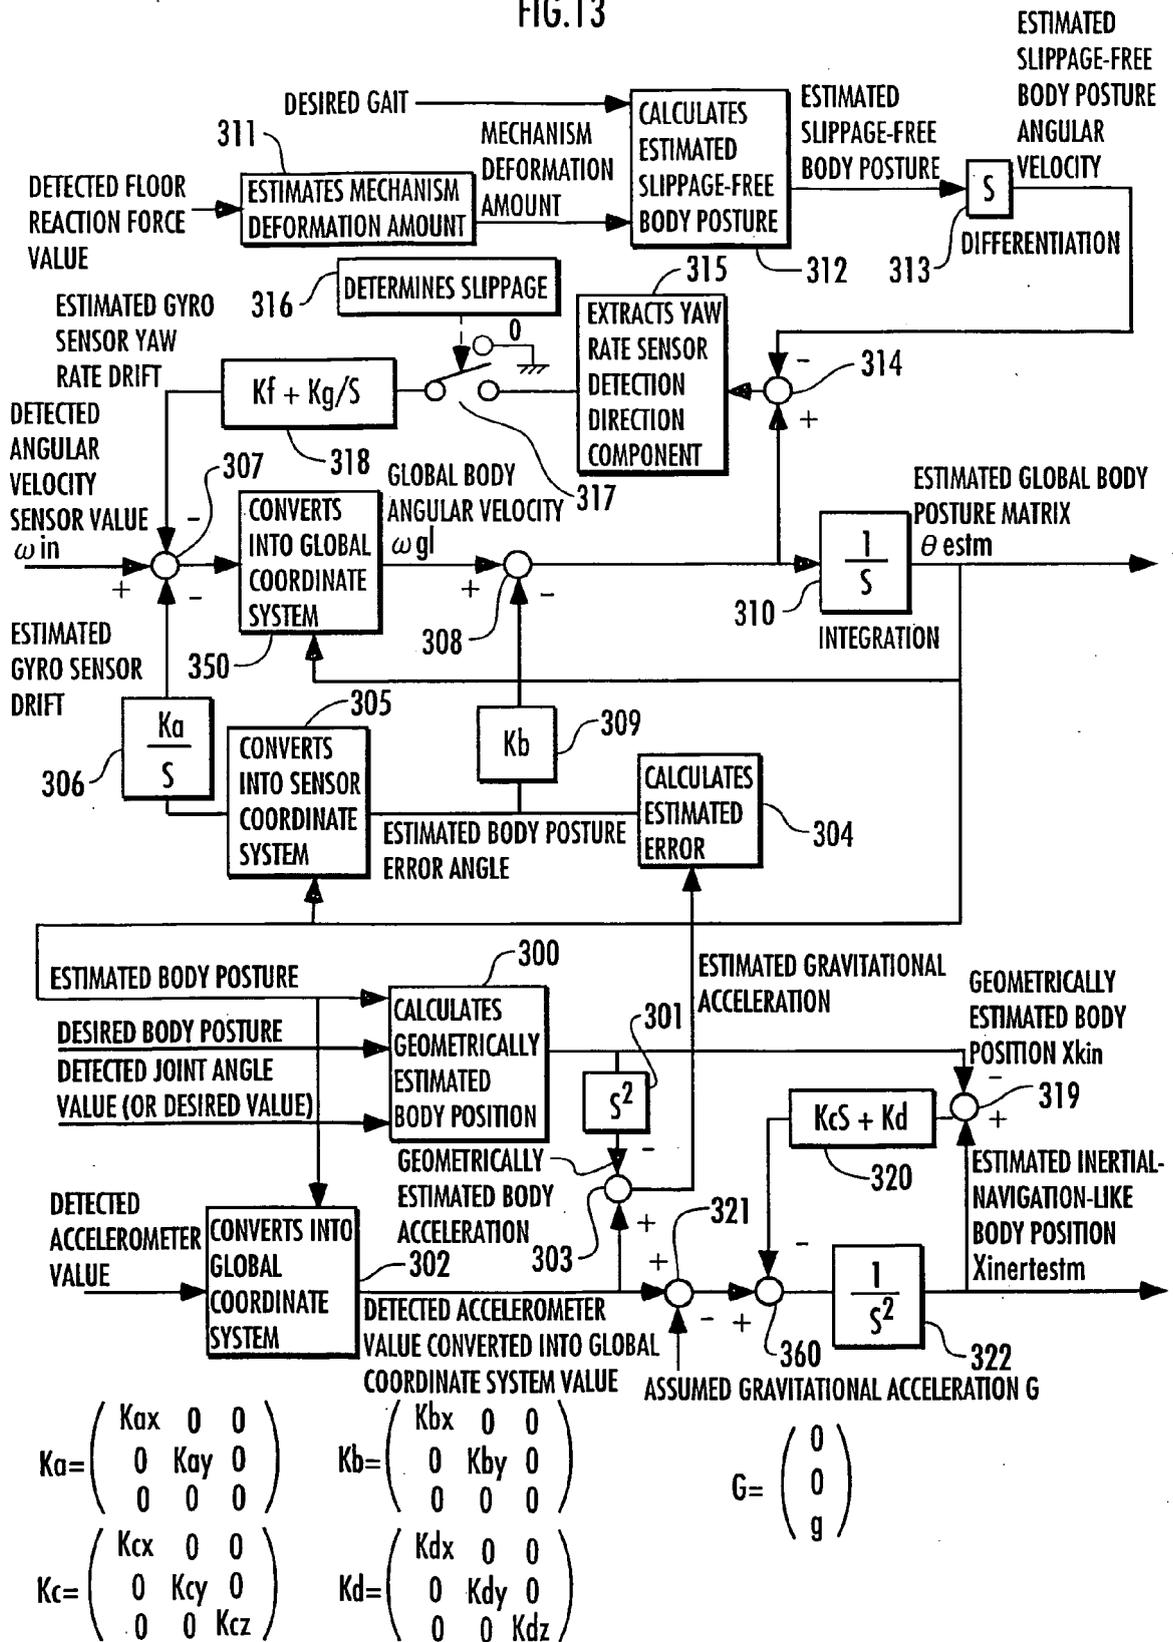 FIG.13
ESTIMATED
SLIPPAGE-FREE
BODY POSTURE
ANGULAR
VELOCITY
DESIRED GAIT
311
MECHANISM
DEFORMATION
AMOUNT
CALCULATES
ESTIMATED
SLIPPAGE-FREE
BODY POSTURE
ESTIMATED
SLIPPAGE-FREE
BODY POSTURE
S
DETECTED FLOOR
REACTION FORCE
VALUE
ESTIMATES MECHANISM
DEFORMATION AMOUNT
312
313
DIFFERENTIATION
316
DETERMINES SLIPPAGE
315
ESTIMATED GYRO
SENSOR YAW
RATE DRIFT
0
EXTRACTS YAW
RATE SENSOR
DETECTION
DIRECTION
COMPONENT
−
314
+
Kf + Kg/S
318
317
DETECTED
ANGULAR
VELOCITY
SENSOR VALUE
ωin
307
−
+
−
CONVERTS
INTO GLOBAL
COORDINATE
SYSTEM
350
GLOBAL BODY
ANGULAR VELOCITY
ωgl
+
−
308
1
S
310
INTEGRATION
ESTIMATED GLOBAL BODY
POSTURE MATRIX
θestm
ESTIMATED
GYRO SENSOR
DRIFT
Ka
S
306
305
CONVERTS
INTO SENSOR
COORDINATE
SYSTEM
Kb
309
ESTIMATED BODY POSTURE
ERROR ANGLE
CALCULATES
ESTIMATED
ERROR
304
ESTIMATED BODY POSTURE
DESIRED BODY POSTURE
DETECTED JOINT ANGLE
VALUE (OR DESIRED VALUE)
300
CALCULATES
GEOMETRICALLY
ESTIMATED
BODY POSITION
301
S²
ESTIMATED GRAVITATIONAL
ACCELERATION
GEOMETRICALLY
ESTIMATED BODY
POSITION Xkin
−
319
+
KcS + Kd
320
GEOMETRICALLY
ESTIMATED BODY
ACCELERATION
−
303
+
ESTIMATED INERTIAL-
NAVIGATION-LIKE
BODY POSITION
Xinertestm
DETECTED
ACCELEROMETER
VALUE
CONVERTS INTO
GLOBAL
COORDINATE
SYSTEM
302
DETECTED ACCELEROMETER
VALUE CONVERTED INTO GLOBAL
COORDINATE SYSTEM VALUE
321
+
−
−
+
360
1
S²
322
ASSUMED GRAVITATIONAL ACCELERATION G
Ka=
Kax 0 0
0 Kay 0
0 0 0
Kb=
Kbx 0 0
0 Kby 0
0 0 0
G=
0
0
g
Kc=
Kcx 0 0
0 Kcy 0
0 0 Kcz
Kd=
Kdx 0 0
0 Kdy 0
0 0 Kdz